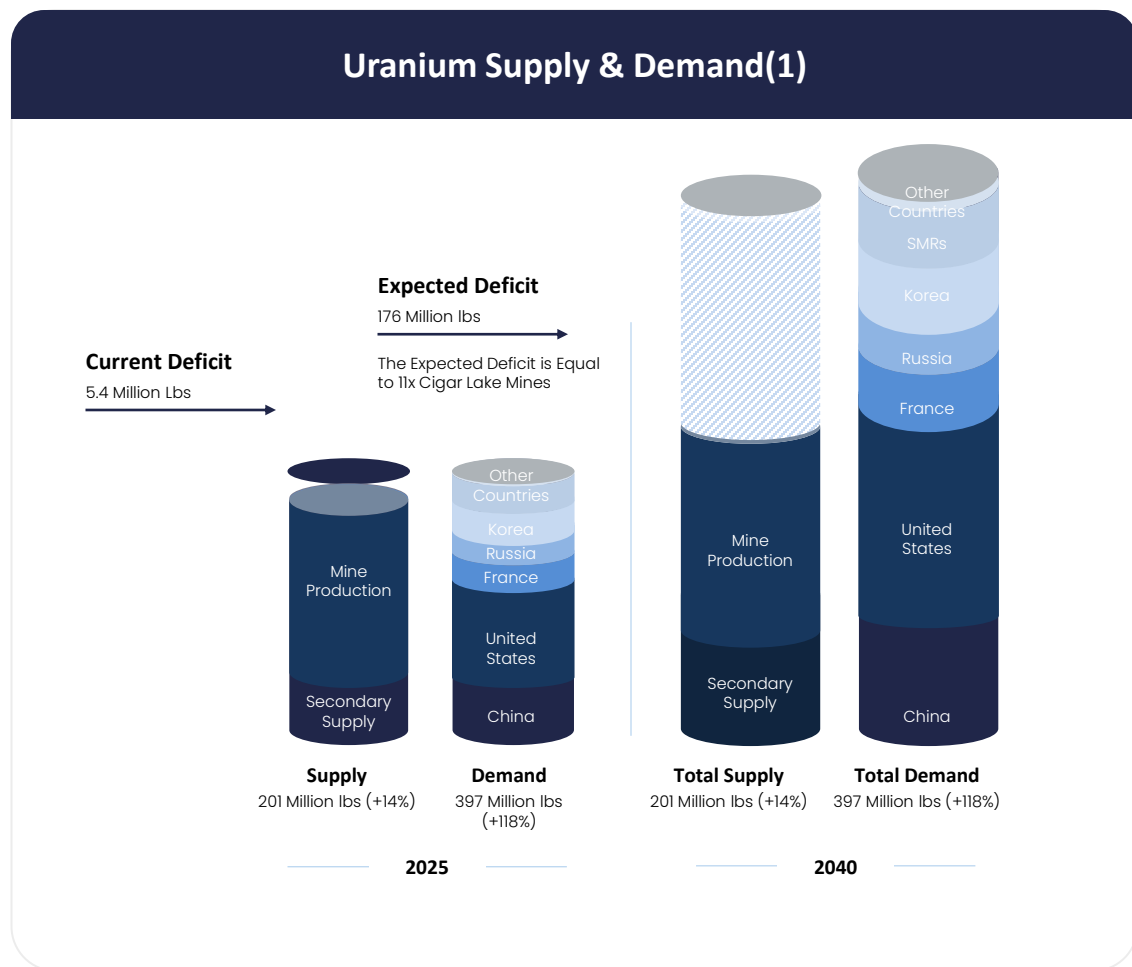 Uranium Supply & Demand(1)
Current Deficit
5.4 Million Lbs
Expected Deficit
176 Million lbs
The Expected Deficit is Equal
to 11x Cigar Lake Mines
Mine
Production
Secondary
Supply
Other
Countries
Korea
Russia
France
United
States
China
Mine
Production
Secondary
Supply
Other
Countries
SMRs
Korea
Russia
France
United
States
China
Supply
201 Million lbs (+14%)
Demand
397 Million lbs
(+118%)
Total Supply
201 Million lbs (+14%)
Total Demand
397 Million lbs (+118%)
2025
2040